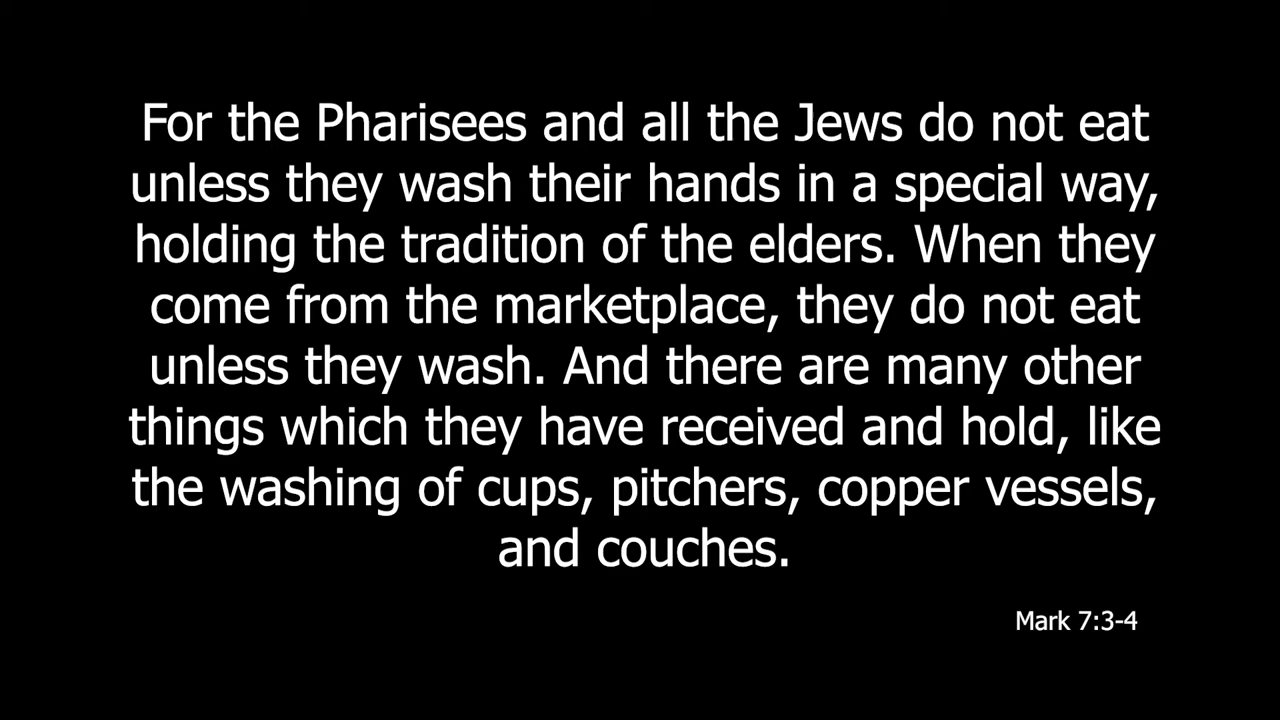 For the Pharisees and all the Jews do not eat
unless they wash their hands in a special way,
holding the tradition of the elders. When they
come from the marketplace, they do not eat
unless they wash. And there are many other
things which they have received and hold, like
the washing of cups, pitchers, copper vessels,
and couches.
Mark 7:3-4